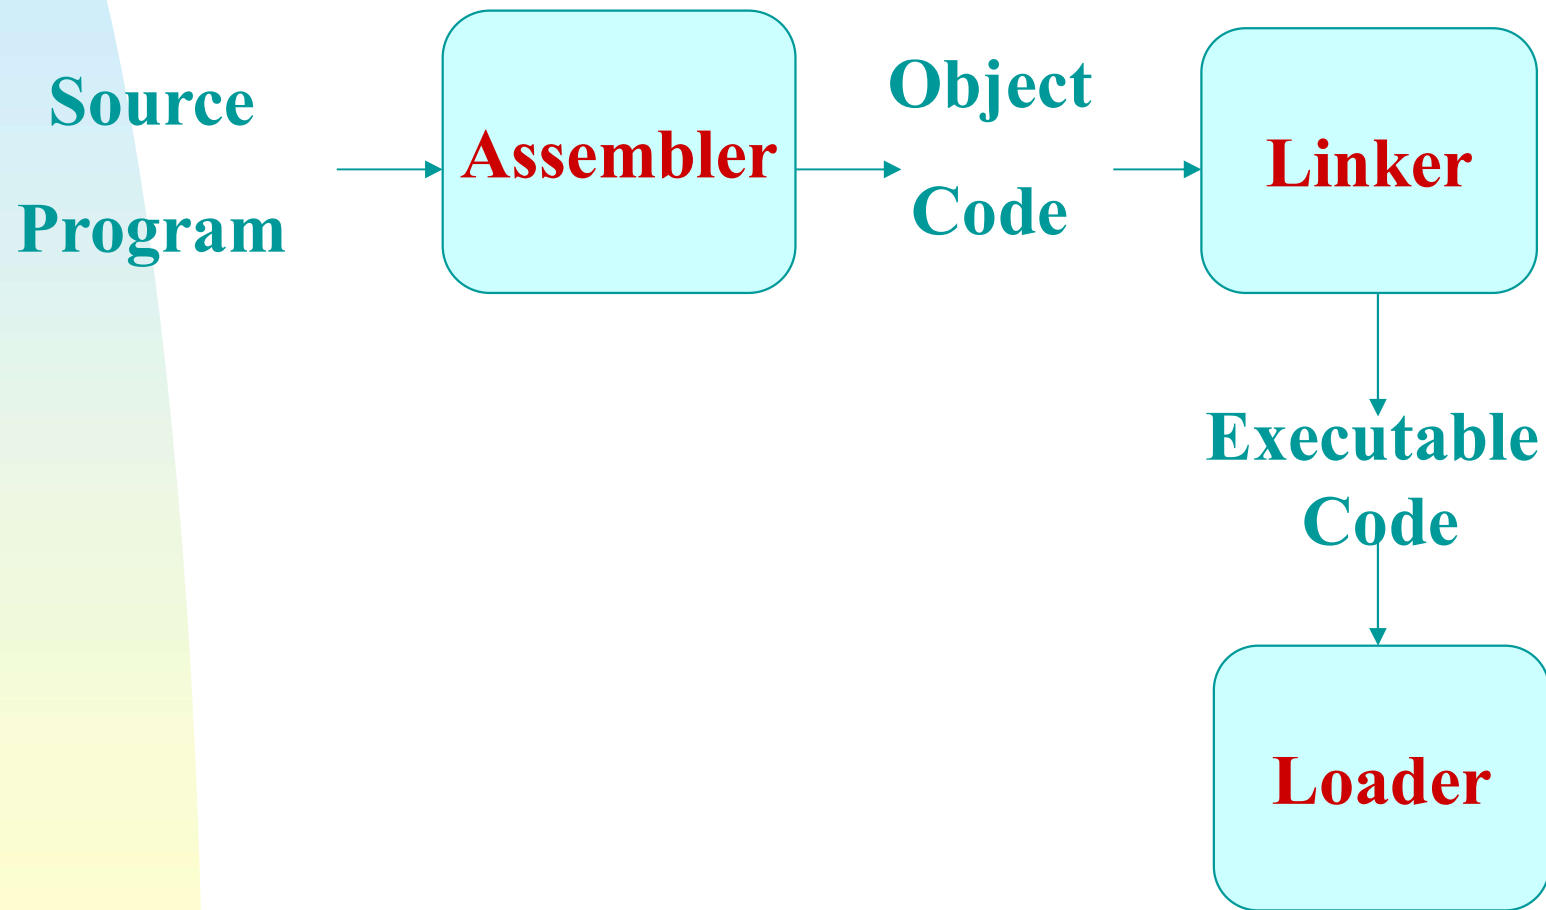 Source
Program
Assembler
Object
Code
Linker
Executable
Code
Loader